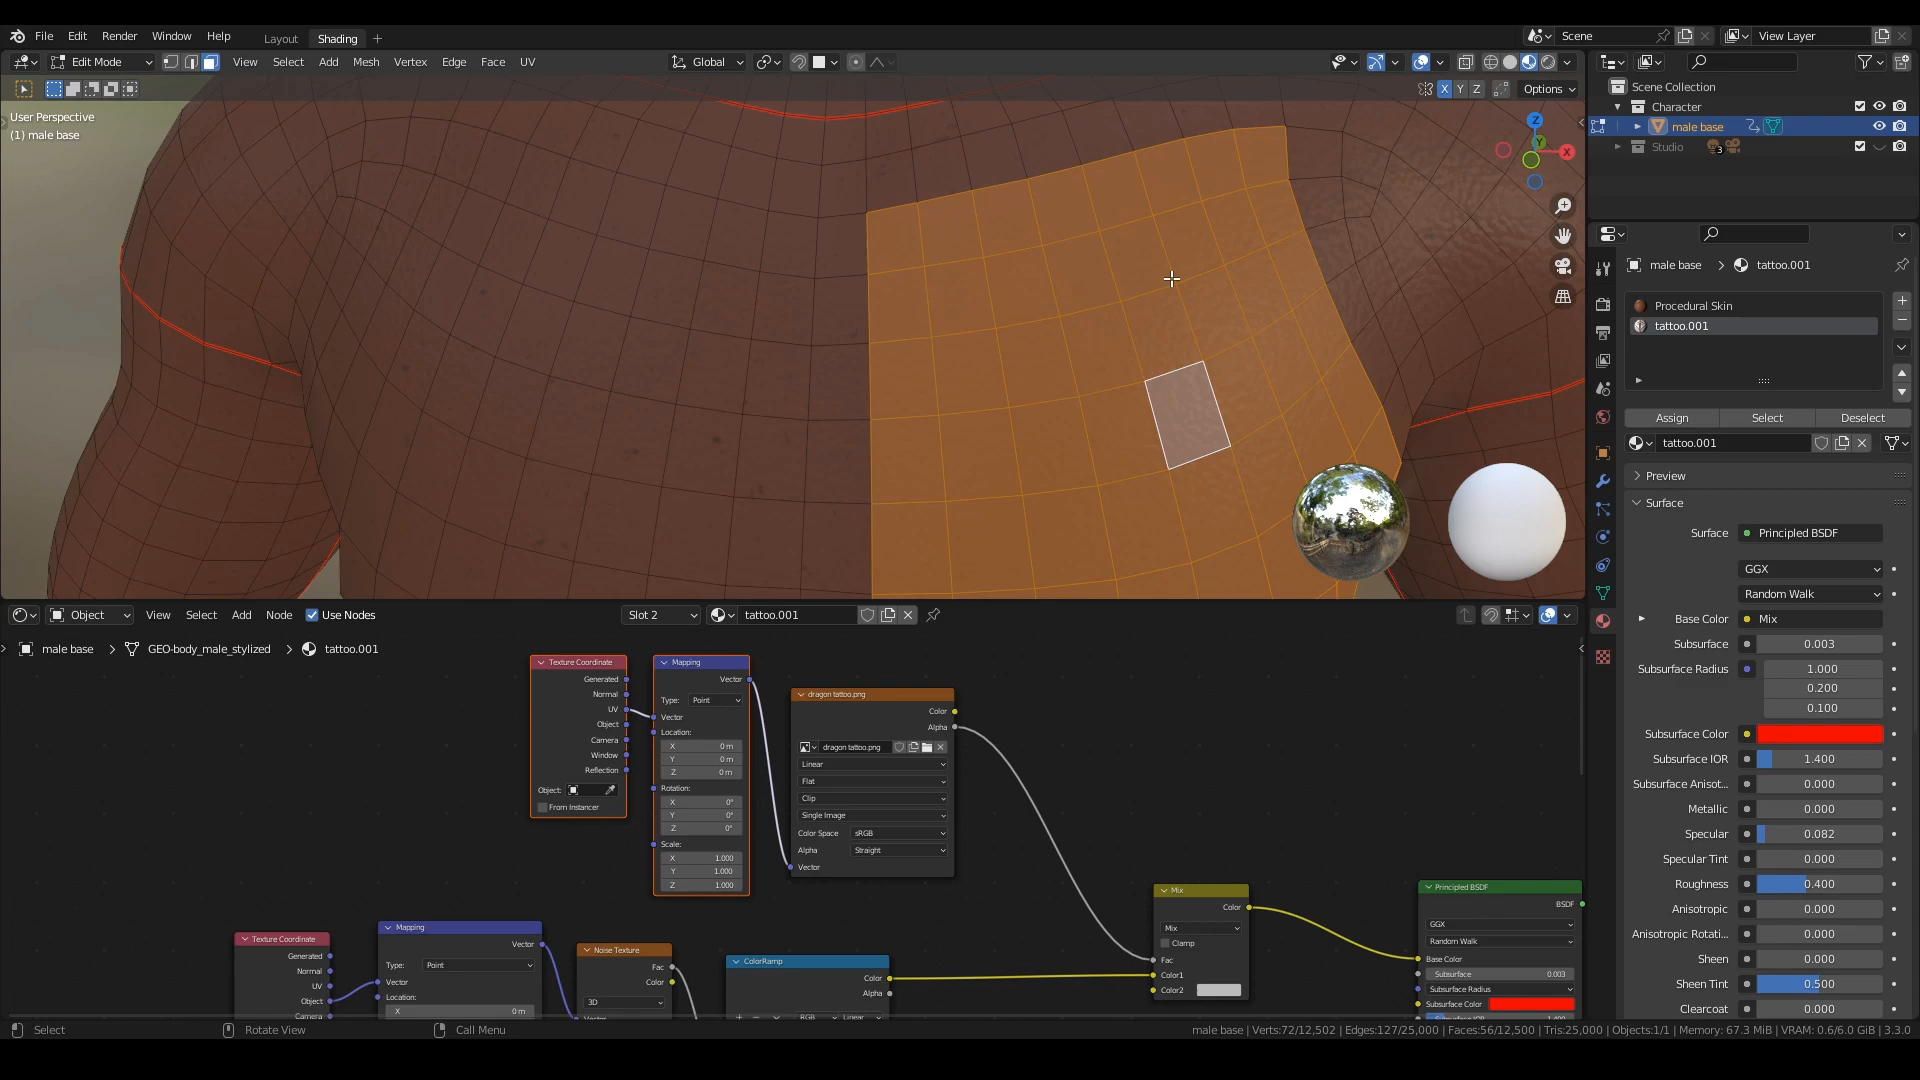 File Edit Render Window Help Layout Shading + Scene View Layer
Edit Mode View Select Add Mesh Vertex Edge Face UV Global
X Y Z Options
User Perspective
(1) male base
Z
Y
X
Scene Collection
Character
male base
Studio 3
male base > tattoo.001
Procedural Skin
tattoo.001
Assign Select Deselect
tattoo.001
Preview
Surface
Surface Principled BSDF
GGX
Random Walk
Base Color Mix
Subsurface 0.003
Subsurface Radius 1.000
0.200
0.100
Subsurface Color
Subsurface IOR 1.400
Subsurface Anisot... 0.000
Metallic 0.000
Specular 0.082
Specular Tint 0.000
Roughness 0.400
Anisotropic 0.000
Anisotropic Rotati... 0.000
Sheen 0.000
Sheen Tint 0.500
Clearcoat 0.000
Object View Select Add Node Use Nodes Slot 2 tattoo.001
male base > GEO-body_male_stylized > tattoo.001
Texture Coordinate
Generated
Normal
UV
Object
Camera
Window
Reflection
Object:
From Instancer
Mapping
Vector
Type: Point
Vector
Location:
X 0 m
Y 0 m
Z 0 m
Rotation:
X 0°
Y 0°
Z 0°
Scale:
X 1.000
Y 1.000
Z 1.000
dragon tattoo.png
Color
Alpha
dragon tattoo.png
Linear
Flat
Clip
Single Image
Color Space sRGB
Alpha Straight
Vector
Texture Coordinate
Generated
Normal
UV
Object
Camera
Mapping
Vector
Type: Point
Vector
Location:
X 0 m
Noise Texture
Fac
Color
3D
Vector
ColorRamp
Color
Alpha
RGB Linear
Mix
Color
Mix
Clamp
Fac
Color1
Color2
Principled BSDF
BSDF
GGX
Random Walk
Base Color
Subsurface 0.003
Subsurface Radius
Subsurface Color
Subsurface IOR 1.400
Select Rotate View Call Menu male base | Verts:72/12,502 | Edges:127/25,000 | Faces:56/12,500 | Tris:25,000 | Objects:1/1 | Memory: 67.3 MiB | VRAM: 0.6/6.0 GiB | 3.3.0